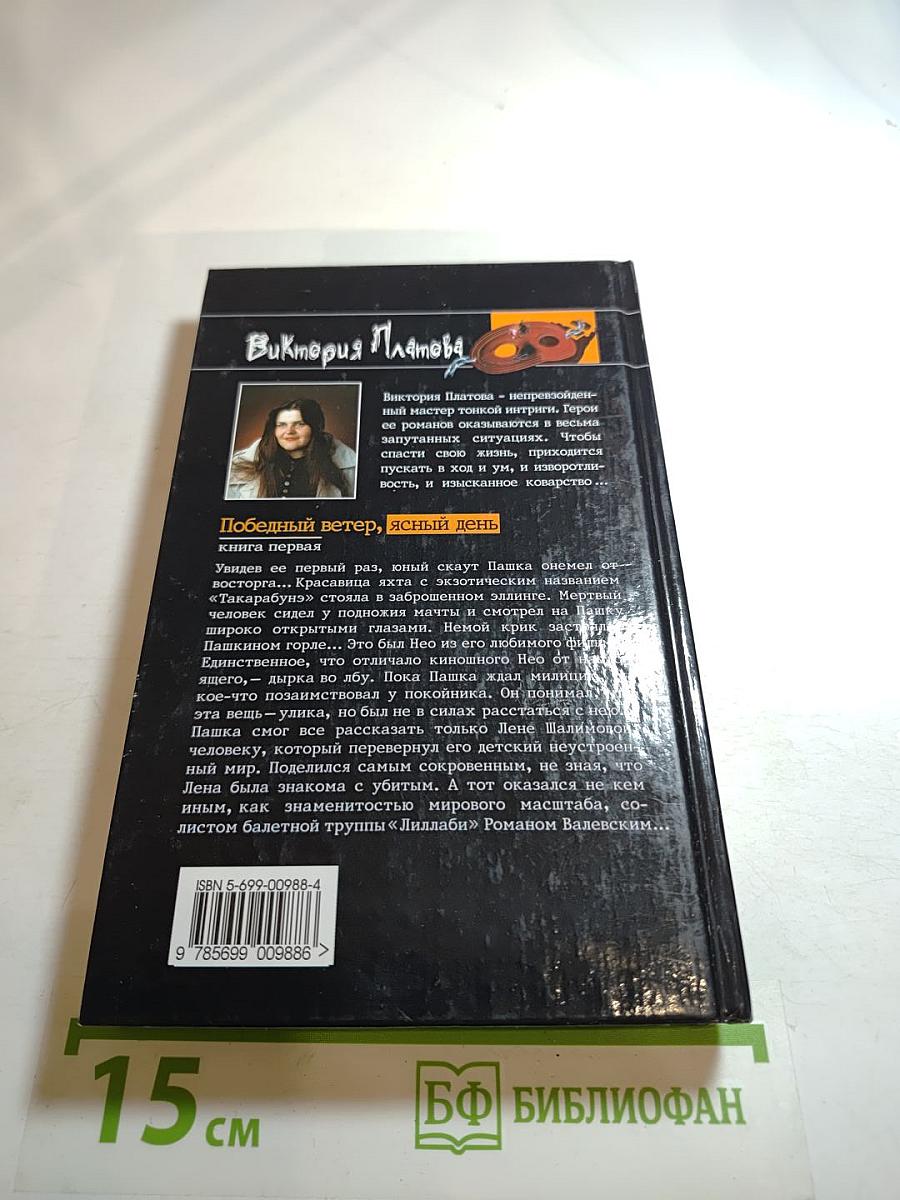 Виктория Платова
Виктория Платова – непревзойден-
ный мастер тонкой интриги. Герои
ее романов оказываются в весьма
запутанных ситуациях. Чтобы
спасти свою жизнь, приходится
пускать в ход и ум, и изворотли-
вость, и изысканное коварство...
Победный ветер, ясный день
книга первая
Увидев ее первый раз, юный скаут Пашка онемел от
восторга... Красавица яхта с экзотическим названием
«Такарабунэ» стояла в заброшенном эллинге. Мертвый
человек сидел у подножия мачты и смотрел на Пашку
широко открытыми глазами. Немой крик
Пашкином горле... Это был Нео из его любимого
Единственное, что отличало киношного Нео от
ящего,— дырка во лбу. Пока Пашка ждал
кое-что позаимствовал у покойника. Он понимал,
эта вещь—улика, но был не в силах расстаться с
Пашка смог все рассказать только Лене Шалимовой
человеку, который перевернул его детский неустроен-
ный мир. Поделился самым сокровенным, не зная, что
Лена была знакома с убитым. А тот оказался не кем
иным, как знаменитостью мирового масштаба, со-
листом балетной труппы «Лиллаби» Романом Валевским...
ISBN 5-699-00988-4
9 785699 009886 >
15 см
БФ БИБЛИОФАН